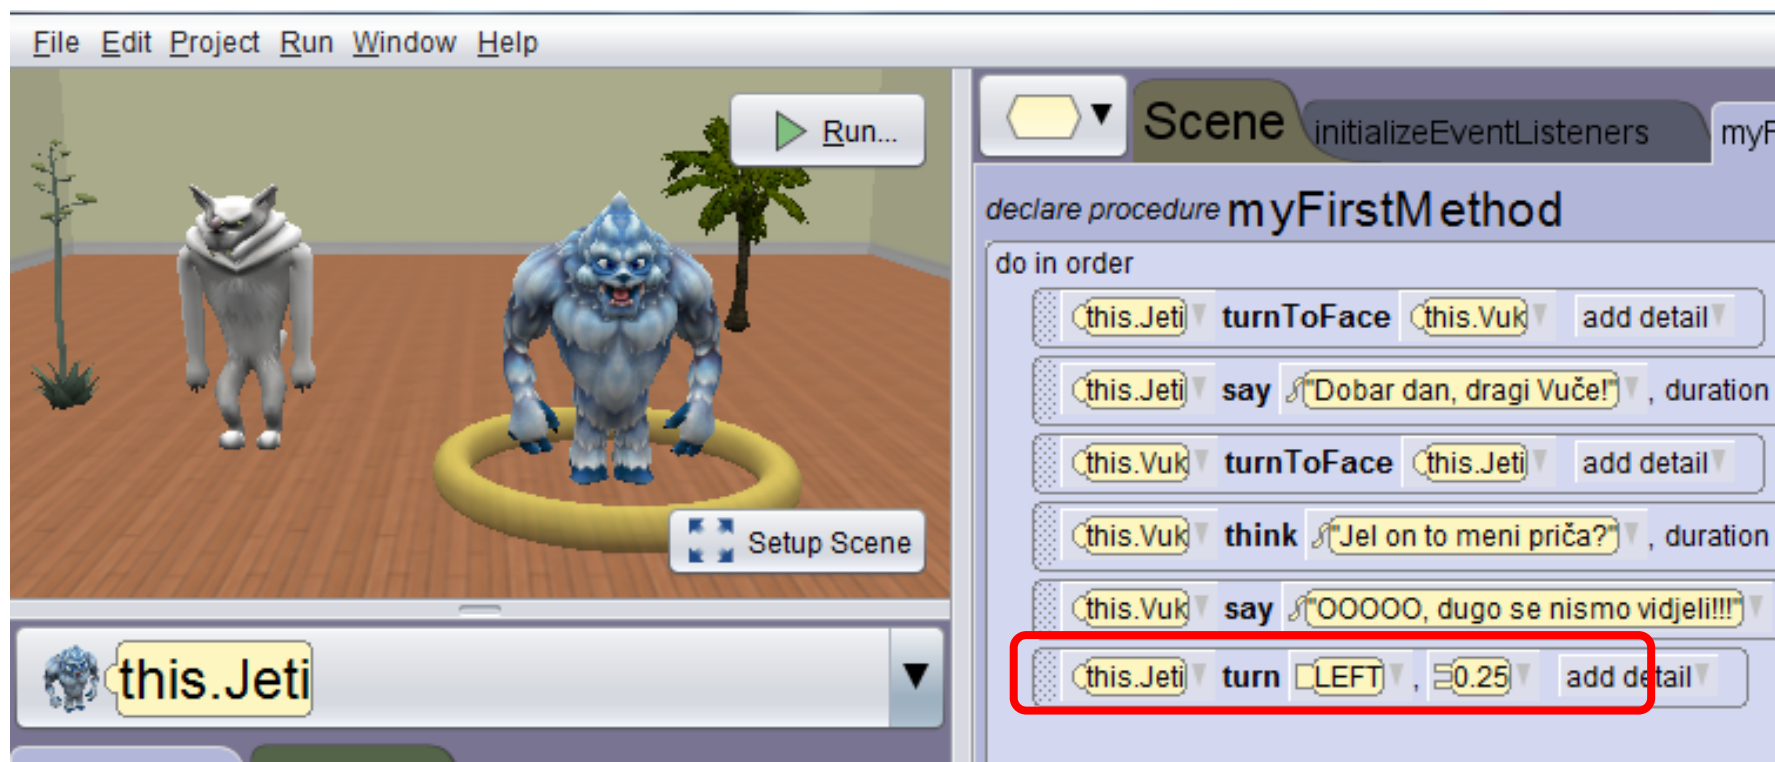 File Edit Project Run Window Help
Run...
Setup Scene
this.Jeti
Scene initializeEventListeners myF
declare procedure myFirstMethod
do in order
this.Jeti turnToFace this.Vuk add detail
this.Jeti say "Dobar dan, dragi Vuče!" , duration
this.Vuk turnToFace this.Jeti add detail
this.Vuk think "Jel on to meni priča?" , duration
this.Vuk say "OOOOO, dugo se nismo vidjeli!!!"
this.Jeti turn LEFT , 0.25 add detail